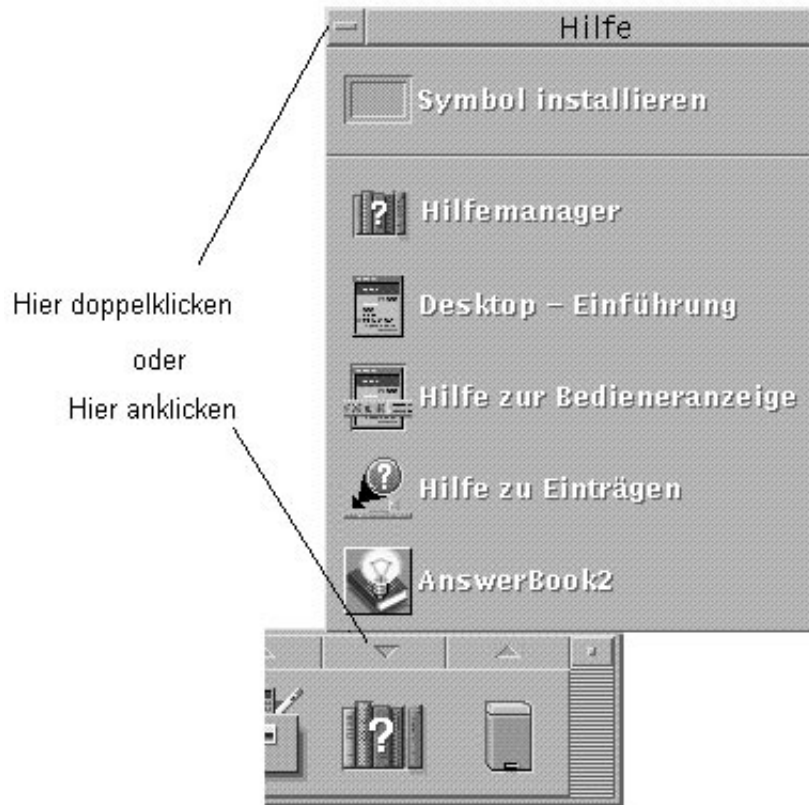 Hilfe
Symbol installieren
Hilfemanager
Desktop – Einführung
Hier doppelklicken
oder
Hier anklicken
Hilfe zur Bedieneranzeige
Hilfe zu Einträgen
AnswerBook2